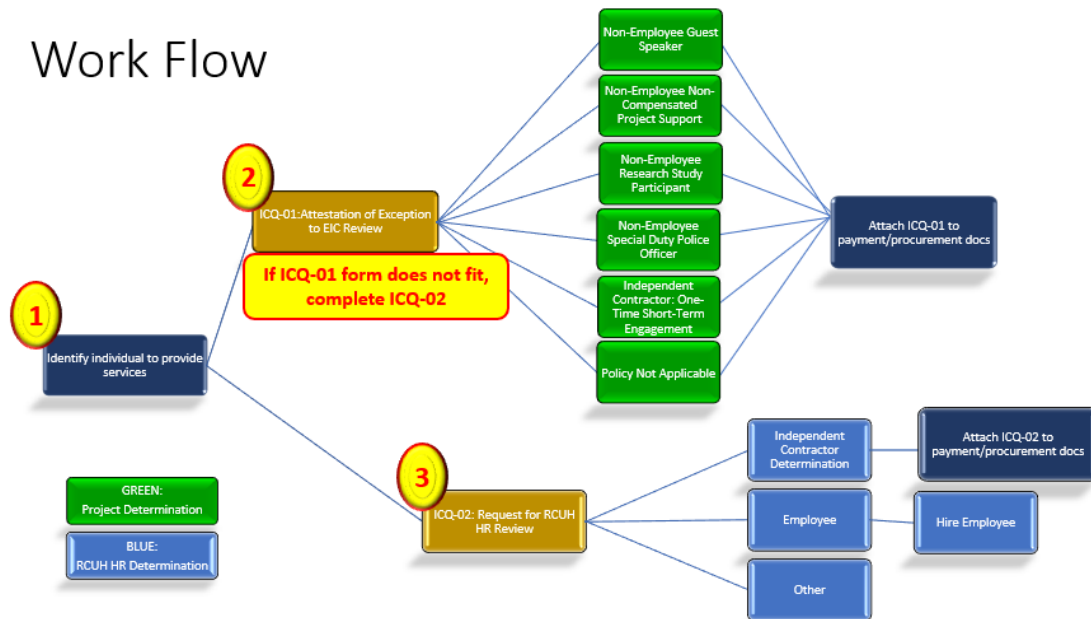 Work Flow
1
Identify individual to provide
services
2
ICQ-01:Attestation of Exception
to EIC Review
If ICQ-01 form does not fit,
complete ICQ-02
Non-Employee Guest
Speaker
Non-Employee Non-
Compensated
Project Support
Non-Employee
Research Study
Participant
Non-Employee
Special Duty Police
Officer
Independent
Contractor: One-
Time Short-Term
Engagement
Policy Not Applicable
Attach ICQ-01 to
payment/procurement docs
3
ICQ-02: Request for RCUH
HR Review
Independent
Contractor
Determination
Attach ICQ-02 to
payment/procurement docs
Employee
Hire Employee
Other
GREEN:
Project Determination
BLUE:
RCUH HR Determination